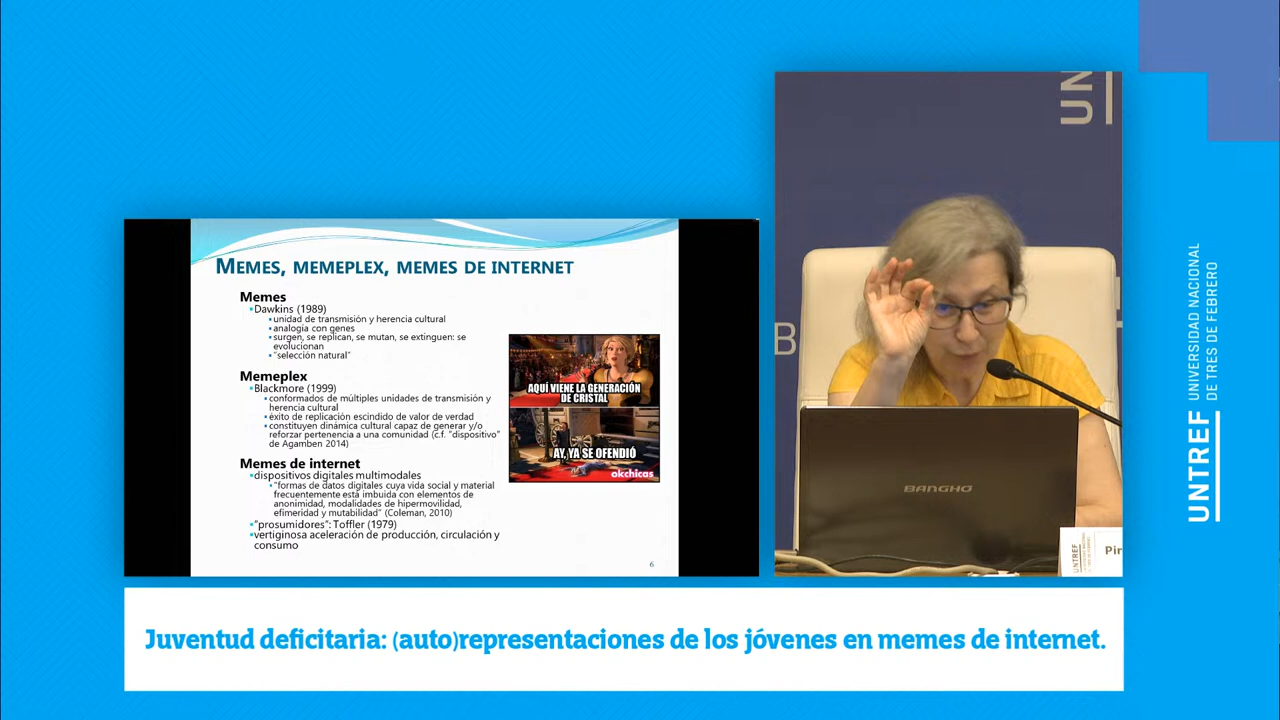 MEMES, MEMEPLEX, MEMES DE INTERNET
Memes
Dawkins (1989)
unidad de transmisión y herencia cultural
analogía con genes
surgen, se replican, se mutan, se extinguen: se
evolucionan
“selección natural”
Memeplex
Blackmore (1999)
conformados de múltiples unidades de transmisión y
herencia cultural
éxito de replicación escindido de valor de verdad
constituyen dinámica cultural capaz de generar y/o
reforzar pertenencia a una comunidad (c.f. “dispositivo”
de Agamben 2014)
Memes de internet
dispositivos digitales multimodales
“formas de datos digitales cuya vida social y material
frecuentemente está imbuida con elementos de
anonimidad, modalidades de hipermovilidad,
efimeridad y mutabilidad” (Coleman, 2010)
“prosumidores”: Toffler (1979)
vertiginosa aceleración de producción, circulación y
consumo
AQUÍ VIENE LA GENERACIÓN
DE CRISTAL
AY, YA SE OFENDIÓ
okchicas
6
UN
B
BANGHO
UNTREF
Pir
Juventud deficitaria: (auto)representaciones de los jóvenes en memes de internet.
UNTREF
UNIVERSIDAD NACIONAL
DE TRES DE FEBRERO